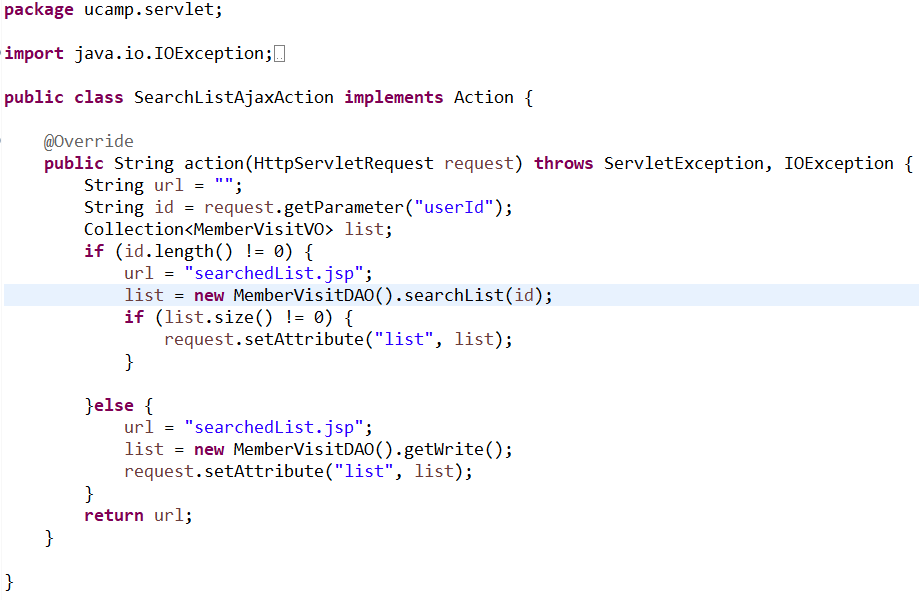 package ucamp.servlet;
import java.io.IOException;
public class SearchListAjaxAction implements Action {
@Override
public String action(HttpServletRequest request) throws ServletException, IOException {
String url = "";
String id = request.getParameter("userId");
Collection<MemberVisitVO> list;
if (id.length() != 0) {
url = "searchedList.jsp";
list = new MemberVisitDAO().searchList(id);
if (list.size() != 0) {
request.setAttribute("list", list);
}
}else {
url = "searchedList.jsp";
list = new MemberVisitDAO().getWrite();
request.setAttribute("list", list);
}
return url;
}
}